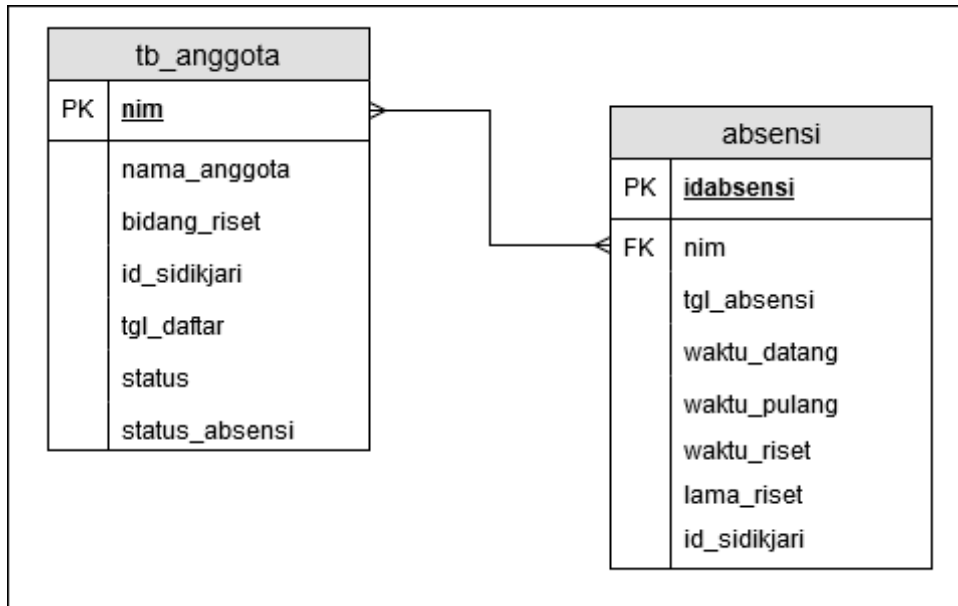 tb_anggota
PK nim
nama_anggota
bidang_riset
id_sidikjari
tgl_daftar
status
status_absensi
absensi
PK idabsensi
FK nim
tgl_absensi
waktu_datang
waktu_pulang
waktu_riset
lama_riset
id_sidikjari